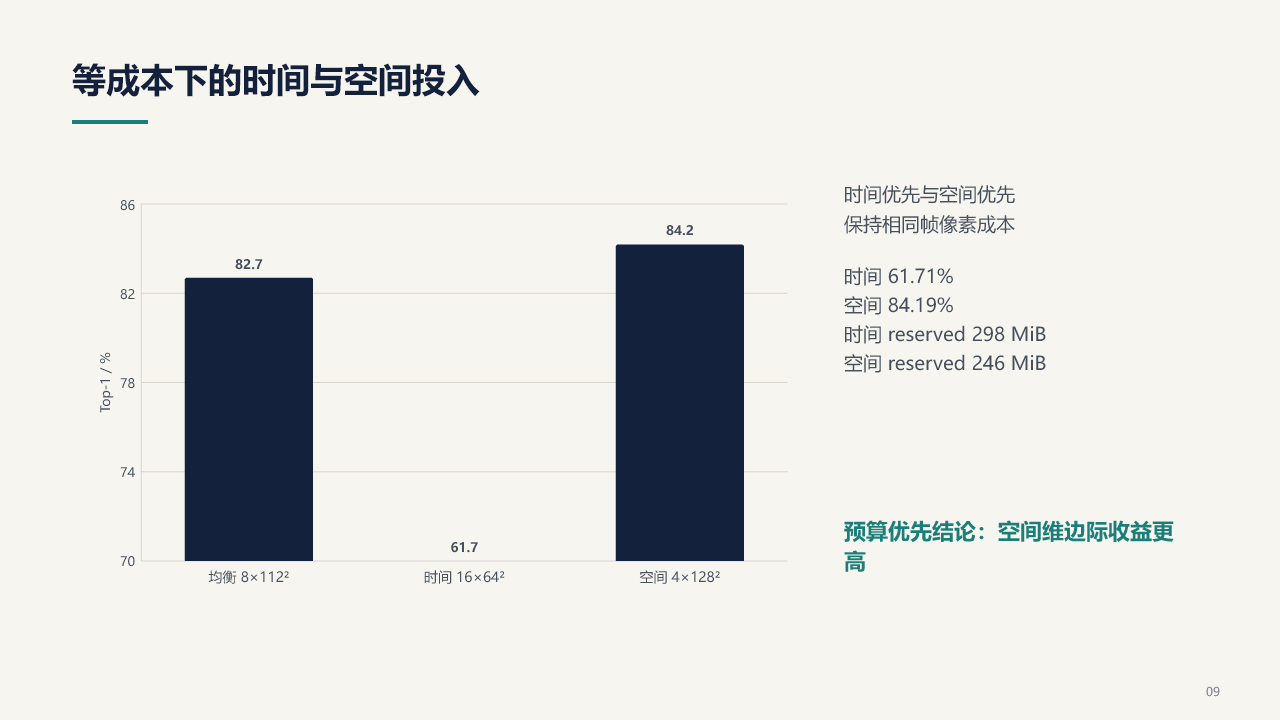 等成本下的时间与空间投入
86
82
78
74
70
Top-1 / %
82.7
61.7
84.2
均衡 8×112²
时间 16×64²
空间 4×128²
时间优先与空间优先
保持相同帧像素成本
时间 61.71%
空间 84.19%
时间 reserved 298 MiB
空间 reserved 246 MiB
预算优先结论：空间维边际收益更
高
09